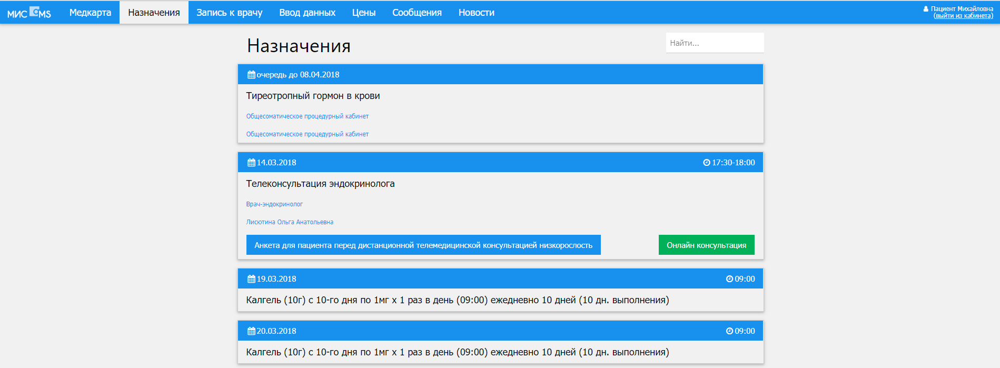 МИС CMS Медкарта Назначения Запись к врачу Ввод данных Цены Сообщения Новости Пациент Михайловна
(выйти из кабинета)
Назначения Найти...
очередь до 08.04.2018
Тиреотропный гормон в крови
Общесоматическое процедурный кабинет
Общесоматическое процедурный кабинет
14.03.2018 17:30-18:00
Телеконсультация эндокринолога
Врач-эндокринолог
Лисютина Ольга Анатольевна
Анкета для пациента перед дистанционной телемедицинской консультацией низкорослость Онлайн консультация
19.03.2018 09:00
Калгель (10г) с 10-го дня по 1мг x 1 раз в день (09:00) ежедневно 10 дней (10 дн. выполнения)
20.03.2018 09:00
Калгель (10г) с 10-го дня по 1мг x 1 раз в день (09:00) ежедневно 10 дней (10 дн. выполнения)